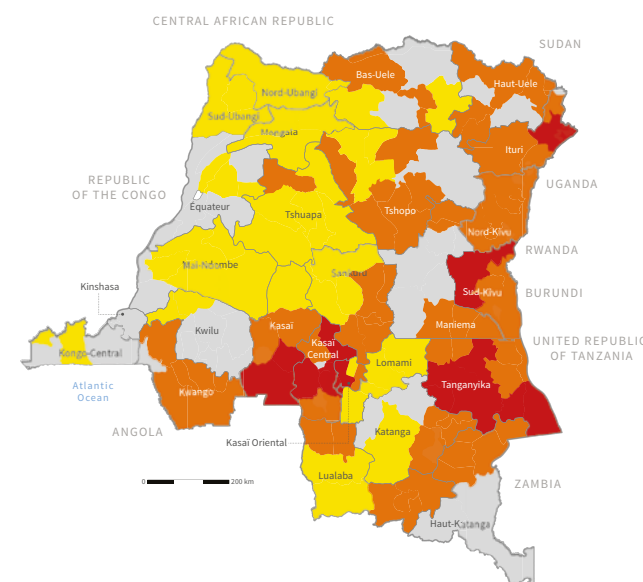 CENTRAL AFRICAN REPUBLIC
SUDAN
Bas-Uele
Haut-Uele
Nord-Ubangi
Sud-Ubangi
Mongala
Ituri
REPUBLIC
OF THE CONGO
UGANDA
Equateur
Tshuapa
Tshopo
Nord-Kivu
RWANDA
Mai-Ndombe
Sankuru
Kinshasa
Sud-Kivu
BURUNDI
Kwilu
Kasaï
Maniema
Kasaï
Central
UNITED REPUBLIC
OF TANZANIA
Kongo-Central
Lomami
Atlantic
Ocean
Kwango
Tanganyika
ANGOLA
Katanga
Kasaï Oriental
Lualaba
0
200 km
ZAMBIA
Haut-Katanga